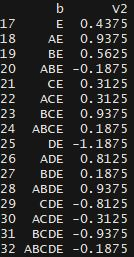 b V2
17 E 0.4375
18 AE 0.9375
19 BE 0.5625
20 ABE -0.1875
21 CE 0.3125
22 ACE 0.3125
23 BCE 0.9375
24 ABCE 0.1875
25 DE -1.1875
26 ADE 0.8125
27 BDE 0.1875
28 ABDE 0.9375
29 CDE -0.8125
30 ACDE -0.3125
31 BCDE -0.9375
32 ABCDE -0.1875